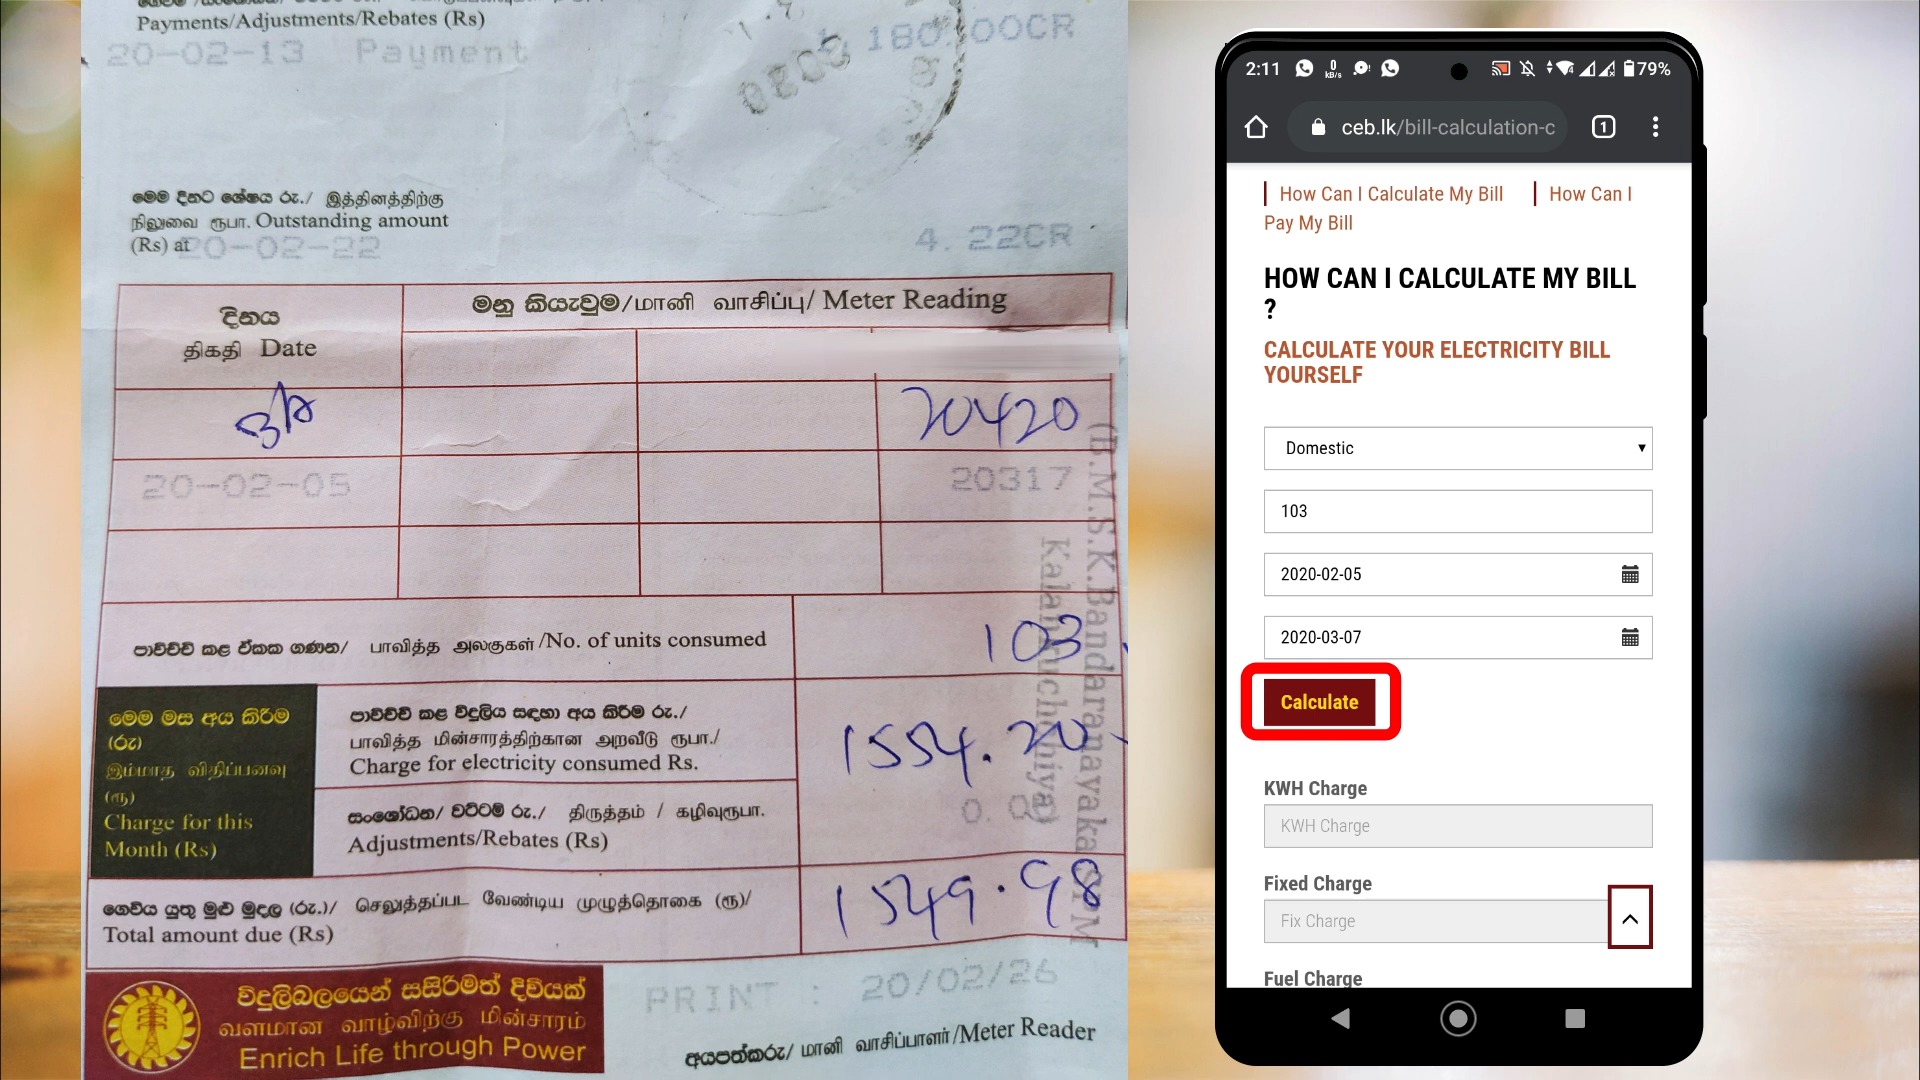 Payments/Adjustments/Rebates (Rs)
20-02-13 Payment
180.00CR
මෙම දිනට ශේෂය රු./ இத்தினத்திற்கு
நிலுவை ரூபா. Outstanding amount
(Rs) at 20-02-22
4.22CR
දිනය
திகதி Date
මනු කියැවුම/மானி வாசிப்பு/ Meter Reading
20420
20-02-05
20317
(B.M.S.K.Bandaranayaka SPM
පාවිච්චි කළ ඒකක ගණන/ பாவித்த அலகுகள் /No. of units consumed
103
මෙම මස අය කිරීම
(රු)
இம்மாத விதிப்பனவு
(ரூ)
Charge for this
Month (Rs)
පාවිච්චි කළ විදුලිය සඳහා අය කිරීම රු./
பாவித்த மின்சாரத்திற்கான அறவீடு ரூபா./
Charge for electricity consumed Rs.
1554.20
සංශෝධන/ වට්ටම් රු./ திருத்தம் / கழிவுரூபா.
Adjustments/Rebates (Rs)
0.00
ගෙවිය යුතු මුළු මුදල (රු.)/ செலுத்தப்பட வேண்டிய முழுத்தொகை (ரூ)/
Total amount due (Rs)
1549.98
විදුලිබලයෙන් සසිරිමත් දිවියක්
வளமான வாழ்விற்கு மின்சாரம்
Enrich Life through Power
PRINT : 20/02/26
அயபத்கரு/ மානි வாசிப்பாளர்/Meter Reader
2:11
0
kB/s
79%
ceb.lk/bill-calculation-c
1
How Can I Calculate My Bill
How Can I
Pay My Bill
HOW CAN I CALCULATE MY BILL
?
CALCULATE YOUR ELECTRICITY BILL
YOURSELF
Domestic
103
2020-02-05
2020-03-07
Calculate
KWH Charge
KWH Charge
Fixed Charge
Fix Charge
Fuel Charge